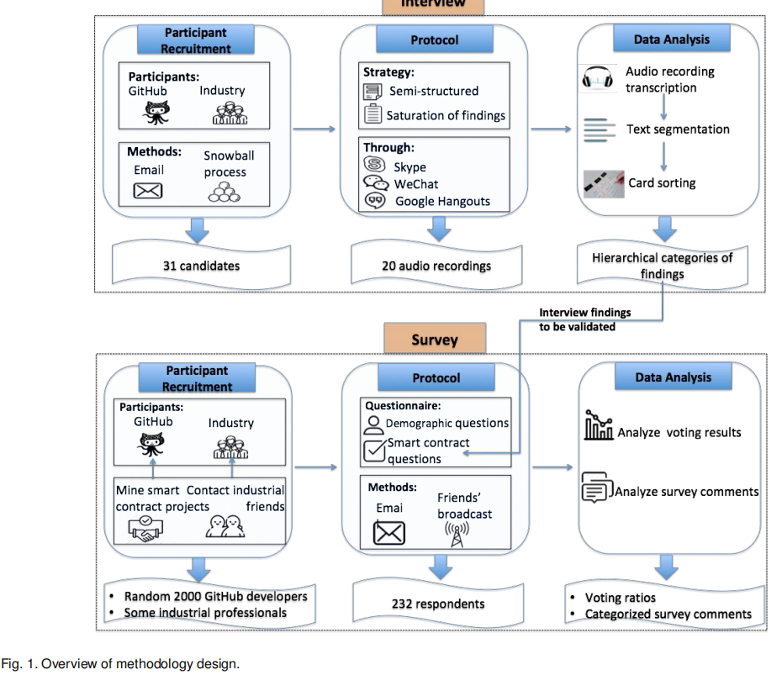 Interview
Participant
Recruitment
Participants:
GitHub
Industry
Methods:
Email
Snowball
process
31 candidates
Protocol
Strategy:
Semi-structured
Saturation of findings
Through:
Skype
WeChat
Google Hangouts
20 audio recordings
Data Analysis
Audio recording
transcription
Text segmentation
Card sorting
Hierarchical categories of
findings
Interview findings
to be validated
Survey
Participant
Recruitment
Participants:
GitHub
Industry
Mine smart
contract projects
Contact industrial
friends
• Random 2000 GitHub developers
• Some industrial professionals
Protocol
Questionnaire:
Demographic questions
Smart contract
questions
Methods:
Emai
Friends’
broadcast
232 respondents
Data Analysis
Analyze voting results
Analyze survey comments
• Voting ratios
• Categorized survey comments
Fig. 1. Overview of methodology design.